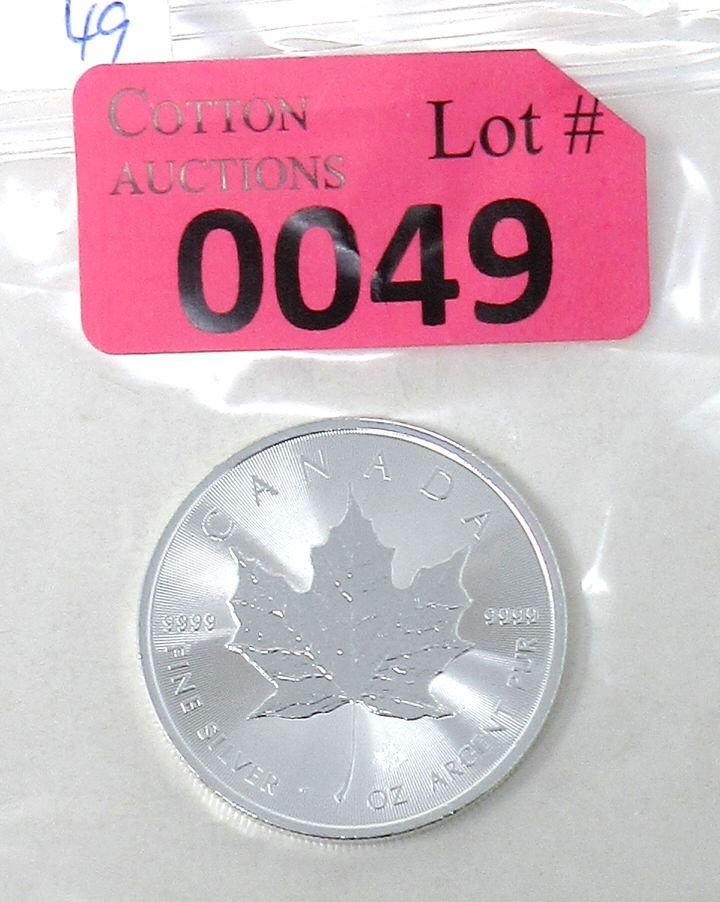 49
COTTON
AUCTIONS
Lot #
0049
CANADA
9999
9999
FINE SILVER
OZ ARGENT PUR